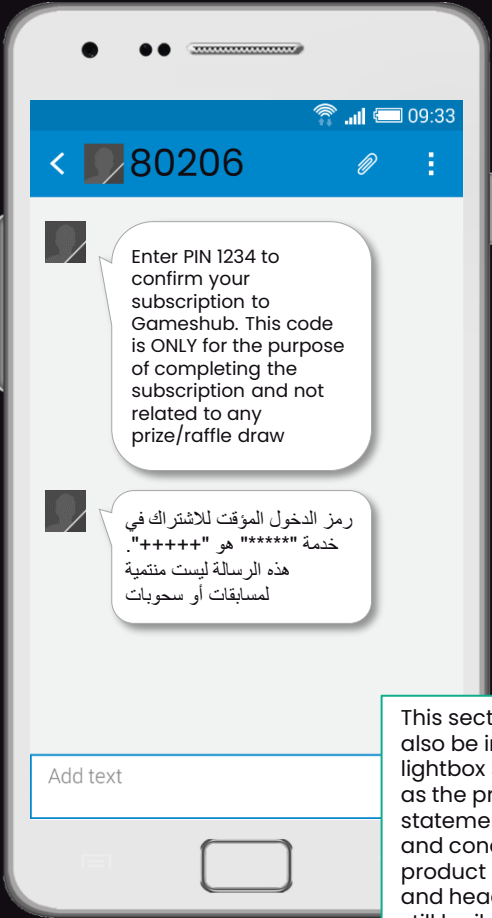 09:33
80206
Enter PIN 1234 to
confirm your
subscription to
Gameshub. This code
is ONLY for the purpose
of completing the
subscription and not
related to any
prize/raffle draw
رمز الدخول المؤقت للاشتراك في
خدمة "*****" هو "+++++".
هذه الرسالة ليست منتمية
لمسابقات أو سحوبات
Add text
This sect
also be i
lightbox
as the pr
stateme
and con
product
and hea